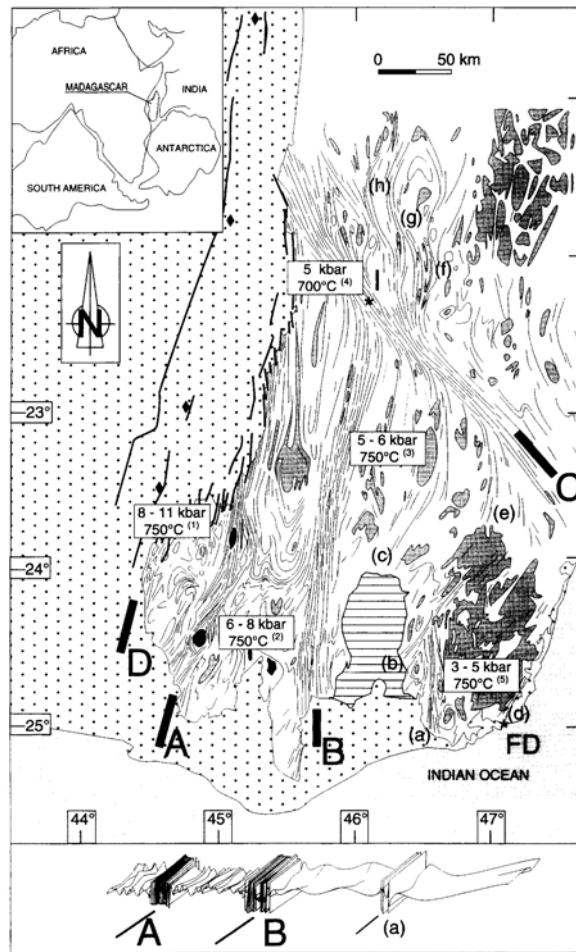 AFRICA
MADAGASCAR
INDIA
ANTARCTICA
SOUTH AMERICA
0 50 km
N
(h)
(g)
(f)
5 kbar
700°C (4)
I
23°
5 - 6 kbar
750°C (3)
C
8 - 11 kbar
750°C (1)
(e)
24°
(c)
D
6 - 8 kbar
750°C (2)
(b)
3 - 5 kbar
750°C (5)
25°
A
B
(a)
(d)
FD
INDIAN OCEAN
44° 45° 46° 47°
A B (a)